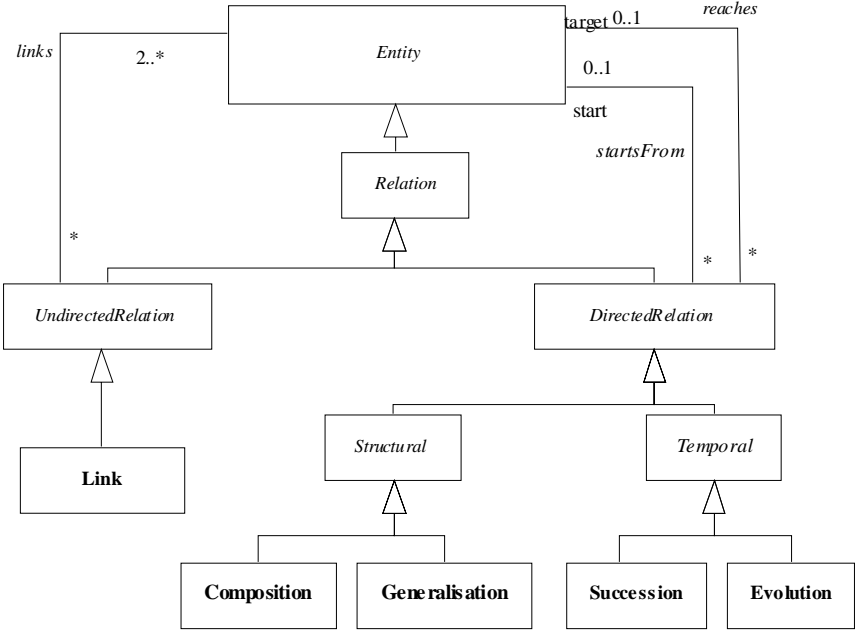 reaches
target 0..1
links
2..*
Entity
0..1
start
startsFrom
Relation
*
*
*
UndirectedRelation
DirectedRelation
Structural
Temporal
Link
Composition
Generalisation
Succession
Evolution